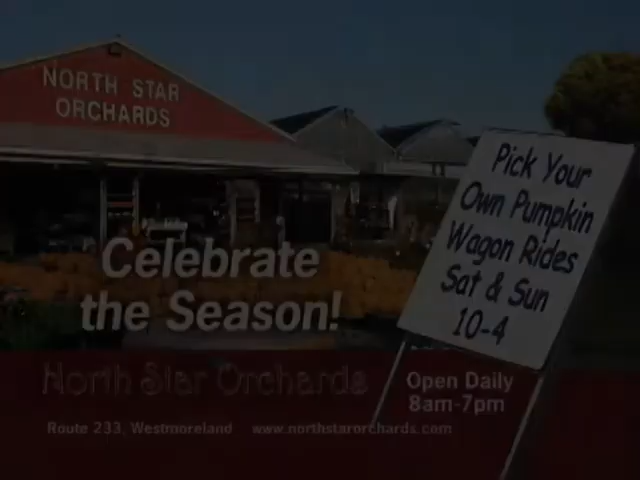 NORTH STAR
ORCHARDS
Pick Your
Own Pumpkin
Wagon Rides
Sat & Sun
10-4
Celebrate
the Season!
North Star Orchards
Open Daily
8am-7pm
Route 233, Westmoreland www.northstarorchards.com